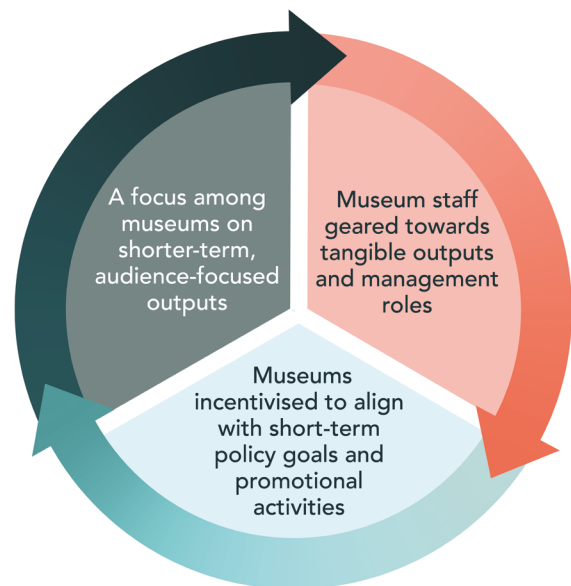 A focus among
museums on
shorter-term,
audience-focused
outputs
Museum staff
geared towards
tangible outputs
and management
roles
Museums
incentivised to align
with short-term
policy goals and
promotional
activities